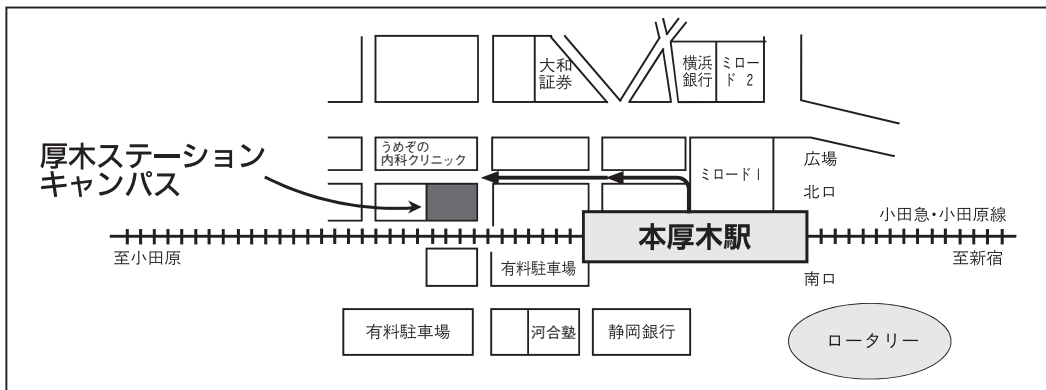 大和
証券
横浜
銀行
ミロー
ド 2
うめぞの
内科クリニック
厚木ステーション
キャンパス
ミロードⅠ
広場
北口
小田急・小田原線
本厚木駅
至小田原
至新宿
有料駐車場
南口
有料駐車場
河合塾
静岡銀行
ロータリー